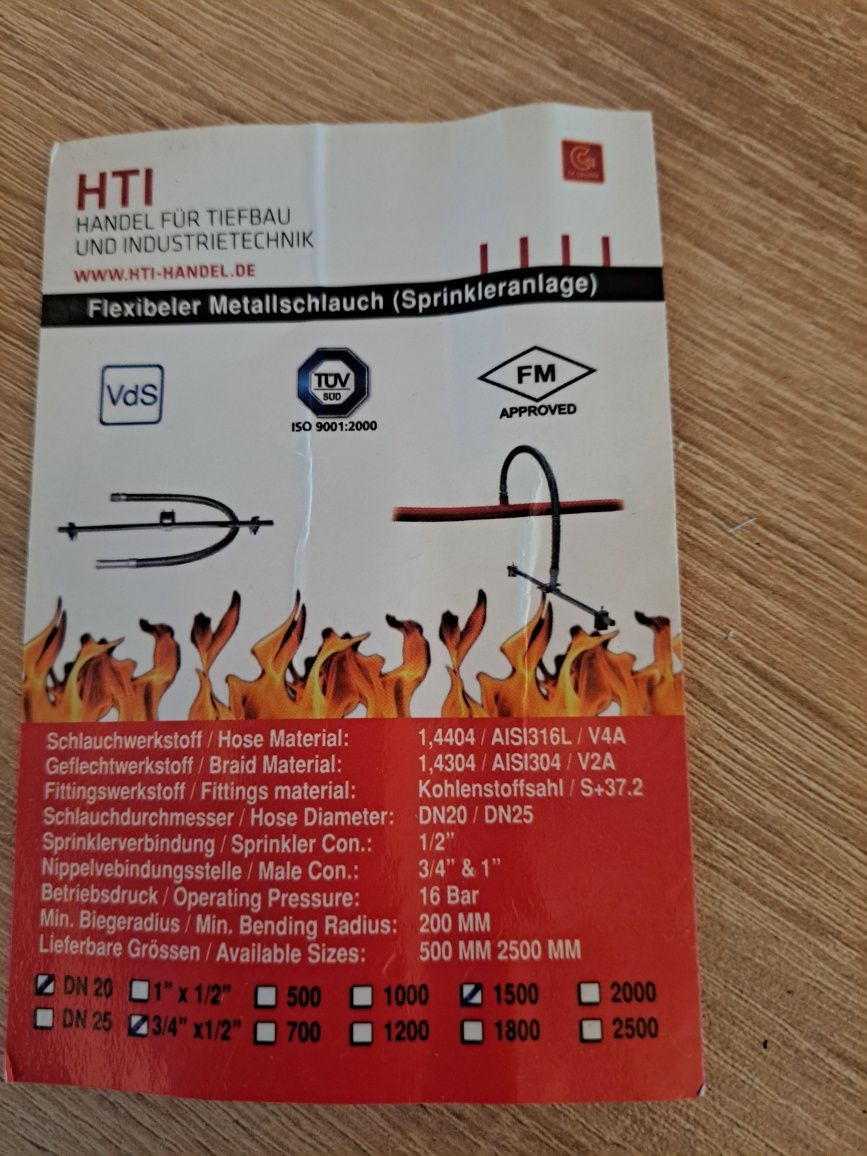 HTI
HANDEL FÜR TIEFBAU
UND INDUSTRIETECHNIK
WWW.HTI-HANDEL.DE
Flexibeler Metallschlauch (Sprinkleranlage)
VdS
TÜV
SÜD
ISO 9001:2000
FM
APPROVED
Schlauchwerkstoff / Hose Material: 1,4404 / AISI316L / V4A
Geflechtwerkstoff / Braid Material: 1,4304 / AISI304 / V2A
Fittingswerkstoff / Fittings material: Kohlenstoffsahl / S+37.2
Schlauchdurchmesser / Hose Diameter: DN20 / DN25
Sprinklerverbindung / Sprinkler Con.: 1/2”
Nippelvebindungsstelle / Male Con.: 3/4” & 1”
Betriebsdruck / Operating Pressure: 16 Bar
Min. Biegeradius / Min. Bending Radius: 200 MM
Lieferbare Grössen / Available Sizes: 500 MM 2500 MM
DN 20 1” x 1/2” 500 1000 1500 2000
DN 25 3/4” x1/2” 700 1200 1800 2500